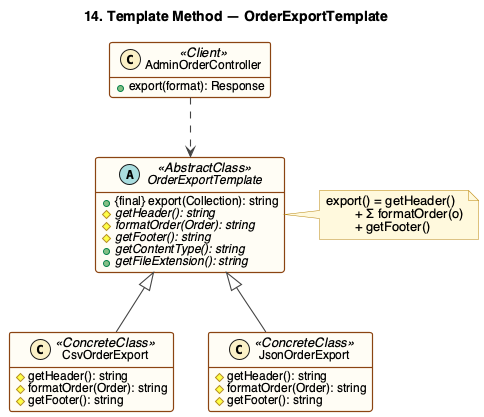 14. Template Method — OrderExportTemplate
C
«Client»
AdminOrderController
export(format): Response
A
«AbstractClass»
OrderExportTemplate
{final} export(Collection): string
getHeader(): string
formatOrder(Order): string
getFooter(): string
getContentType(): string
getFileExtension(): string
export() = getHeader()
+ Σ formatOrder(o)
+ getFooter()
C
«ConcreteClass»
CsvOrderExport
getHeader(): string
formatOrder(Order): string
getFooter(): string
C
«ConcreteClass»
JsonOrderExport
getHeader(): string
formatOrder(Order): string
getFooter(): string